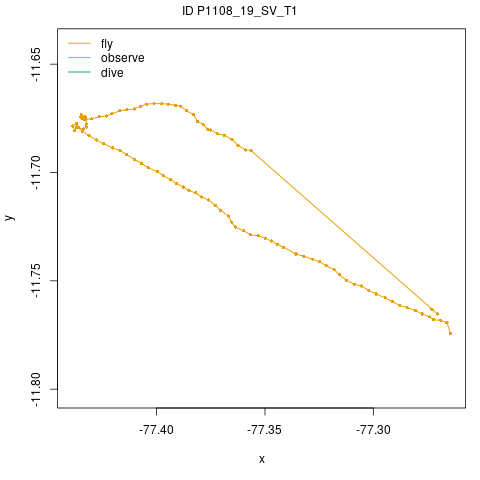 ID P1108_19_SV_T1
fly
observe
dive
-11.65
-11.70
-11.75
-11.80
y
-77.40
-77.35
-77.30
x